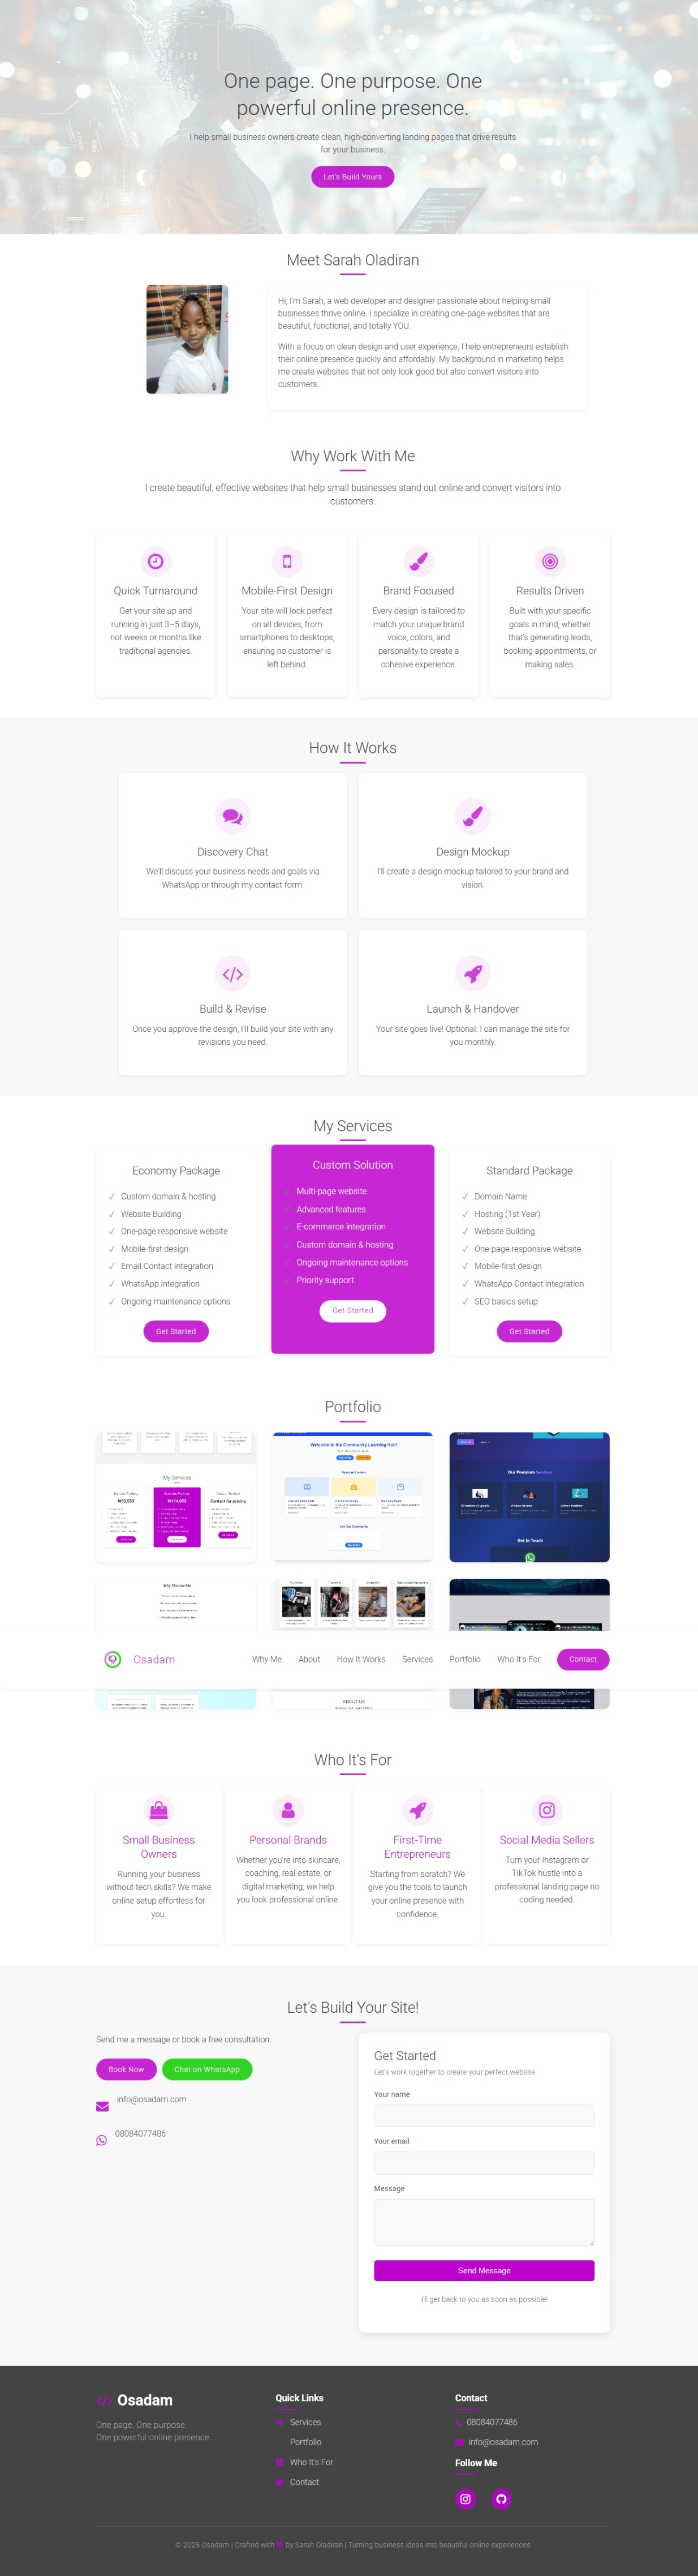 One page. One purpose. One
powerful online presence.
I help small business owners create clean, high-converting landing pages that drive results
for your business.
Let's Build Yours
Meet Sarah Oladiran
Hi, I'm Sarah, a web developer and designer passionate about helping small
businesses thrive online. I specialize in creating one-page websites that are
beautiful, functional, and totally YOU.
With a focus on clean design and user experience, I help entrepreneurs establish
their online presence quickly and affordably. My background in marketing helps
me create websites that not only look good but also convert visitors into
customers.
Why Work With Me
I create beautiful, effective websites that help small businesses stand out online and convert visitors into
customers.
Quick Turnaround
Get your site up and
running in just 3–5 days,
not weeks or months like
traditional agencies.
Mobile-First Design
Your site will look perfect
on all devices, from
smartphones to desktops,
ensuring no customer is
left behind.
Brand Focused
Every design is tailored to
match your unique brand
voice, colors, and
personality to create a
cohesive experience.
Results Driven
Built with your specific
goals in mind, whether
that's generating leads,
booking appointments, or
making sales.
How It Works
Discovery Chat
We'll discuss your business needs and goals via
WhatsApp or through my contact form.
Design Mockup
I'll create a design mockup tailored to your brand and
vision.
Build & Revise
Once you approve the design, I'll build your site with any
revisions you need.
Launch & Handover
Your site goes live! Optional: I can manage the site for
you monthly.
My Services
Economy Package
✓ Custom domain & hosting
✓ Website Building
✓ One-page responsive website
✓ Mobile-first design
✓ Email Contact integration
✓ WhatsApp integration
✓ Ongoing maintenance options
Get Started
Custom Solution
✓ Multi-page website
✓ Advanced features
✓ E-commerce integration
✓ Custom domain & hosting
✓ Ongoing maintenance options
✓ Priority support
Get Started
Standard Package
✓ Domain Name
✓ Hosting (1st Year)
✓ Website Building
✓ One-page responsive website
✓ Mobile-first design
✓ WhatsApp Contact integration
✓ SEO basics setup
Get Started
Portfolio
My Services
Contact for pricing
Welcome to the Community Learning Hub!
Our Premium Services
Get In Touch
Why Choose Me
Osadam
Why Me
About
How It Works
Services
Portfolio
Who It's For
Contact
ABOUT US
Who It's For
Small Business
Owners
Running your business
without tech skills? We make
online setup effortless for
you.
Personal Brands
Whether you're into skincare,
coaching, real estate, or
digital marketing; we help
you look professional online.
First-Time
Entrepreneurs
Starting from scratch? We
give you the tools to launch
your online presence with
confidence.
Social Media Sellers
Turn your Instagram or
TikTok hustle into a
professional landing page no
coding needed.
Let's Build Your Site!
Send me a message or book a free consultation.
Book Now
Chat on WhatsApp
info@osadam.com
08084077486
Get Started
Let's work together to create your perfect website
Your name
Your email
Message
Send Message
I'll get back to you as soon as possible!
Osadam
One page. One purpose.
One powerful online presence.
Quick Links
Services
Portfolio
Who It's For
Contact
Contact
08084077486
info@osadam.com
Follow Me
© 2025 Osadam | Crafted with by Sarah Oladiran | Turning business ideas into beautiful online experiences